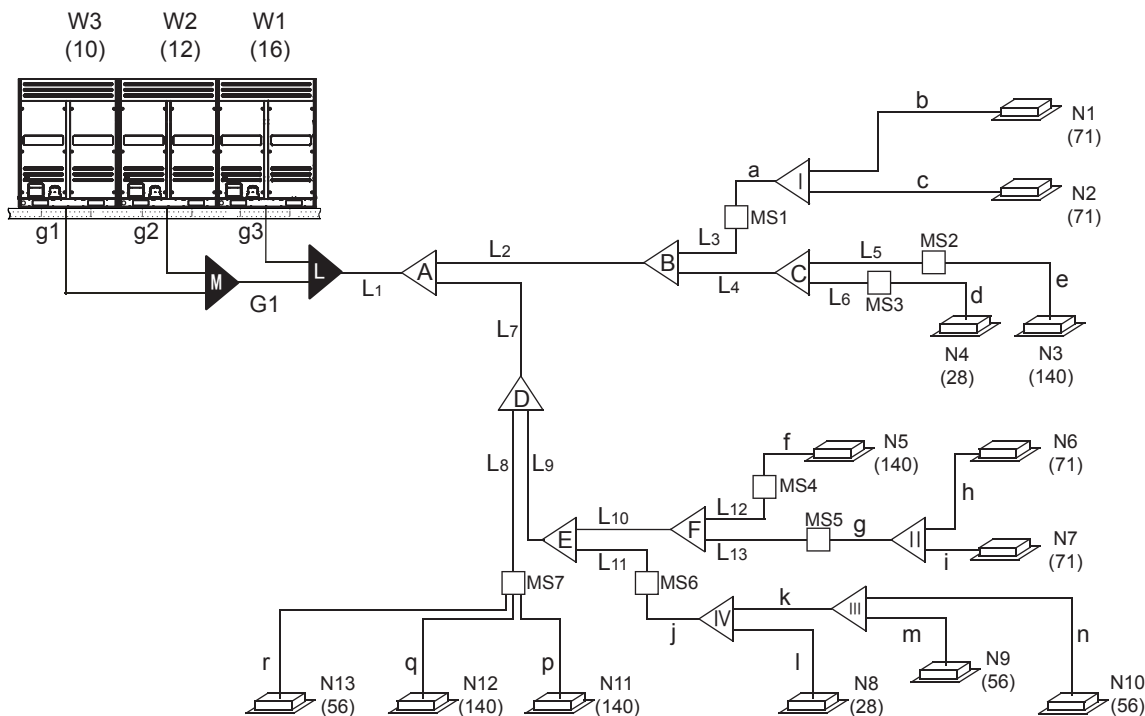 W3 W2 W1
(10) (12) (16)
g1 g2 g3
M
G1
L
L1
A
L2
B
L3
MS1
a
I
b
N1
(71)
c
N2
(71)
L4
C
L5
MS2
e
N3
(140)
L6
MS3
d
N4
(28)
L7
D
L8
L9
E
L10
F
L12
MS4
f
N5
(140)
L13
MS5
g
II
h
N6
(71)
i
N7
(71)
L11
MS6
j
IV
k
III
l
N8
(28)
m
N9
(56)
n
N10
(56)
MS7
r
N13
(56)
q
N12
(140)
p
N11
(140)